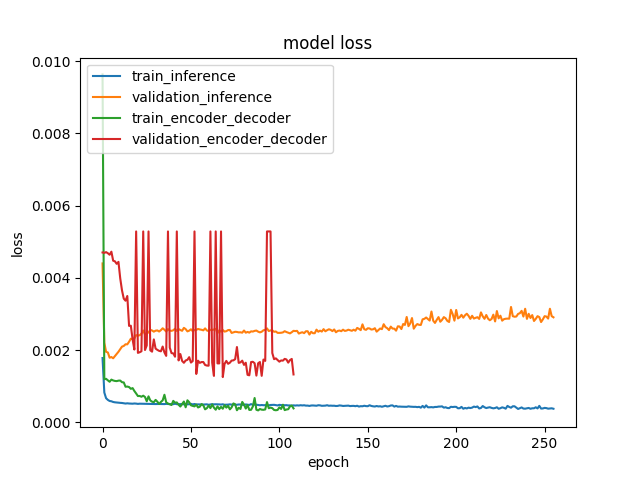 model loss
train_inference
validation_inference
train_encoder_decoder
validation_encoder_decoder
0.010
0.008
0.006
0.004
0.002
0.000
loss
0 50 100 150 200 250
epoch